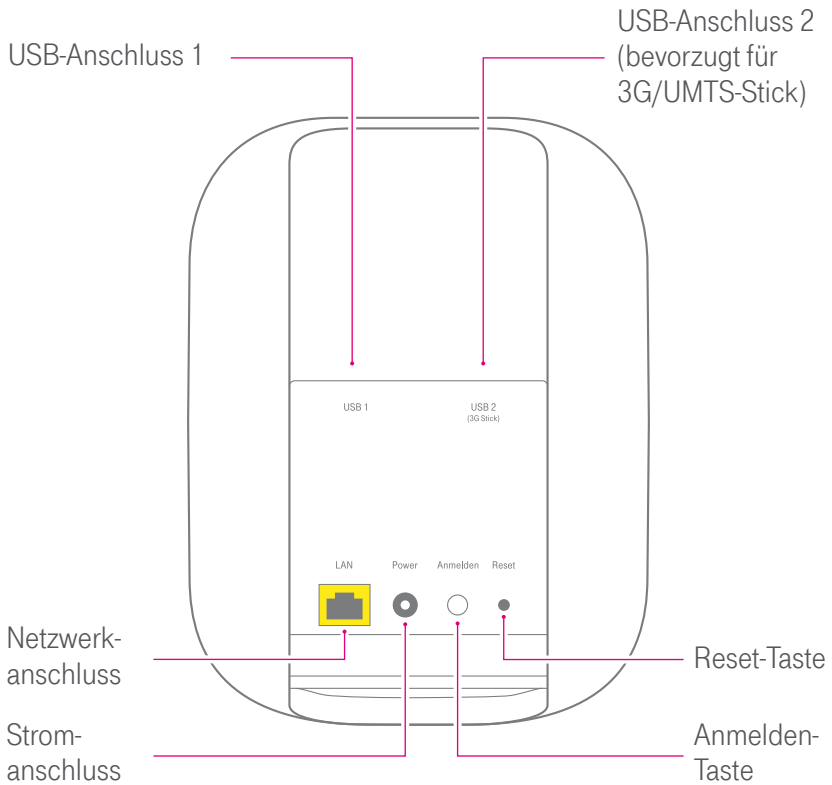 USB-Anschluss 1
USB-Anschluss 2
(bevorzugt für
3G/UMTS-Stick)
USB 1
USB 2
(3G Stick)
LAN
Power
Anmelden
Reset
Netzwerk-
anschluss
Reset-Taste
Strom-
anschluss
Anmelden-
Taste